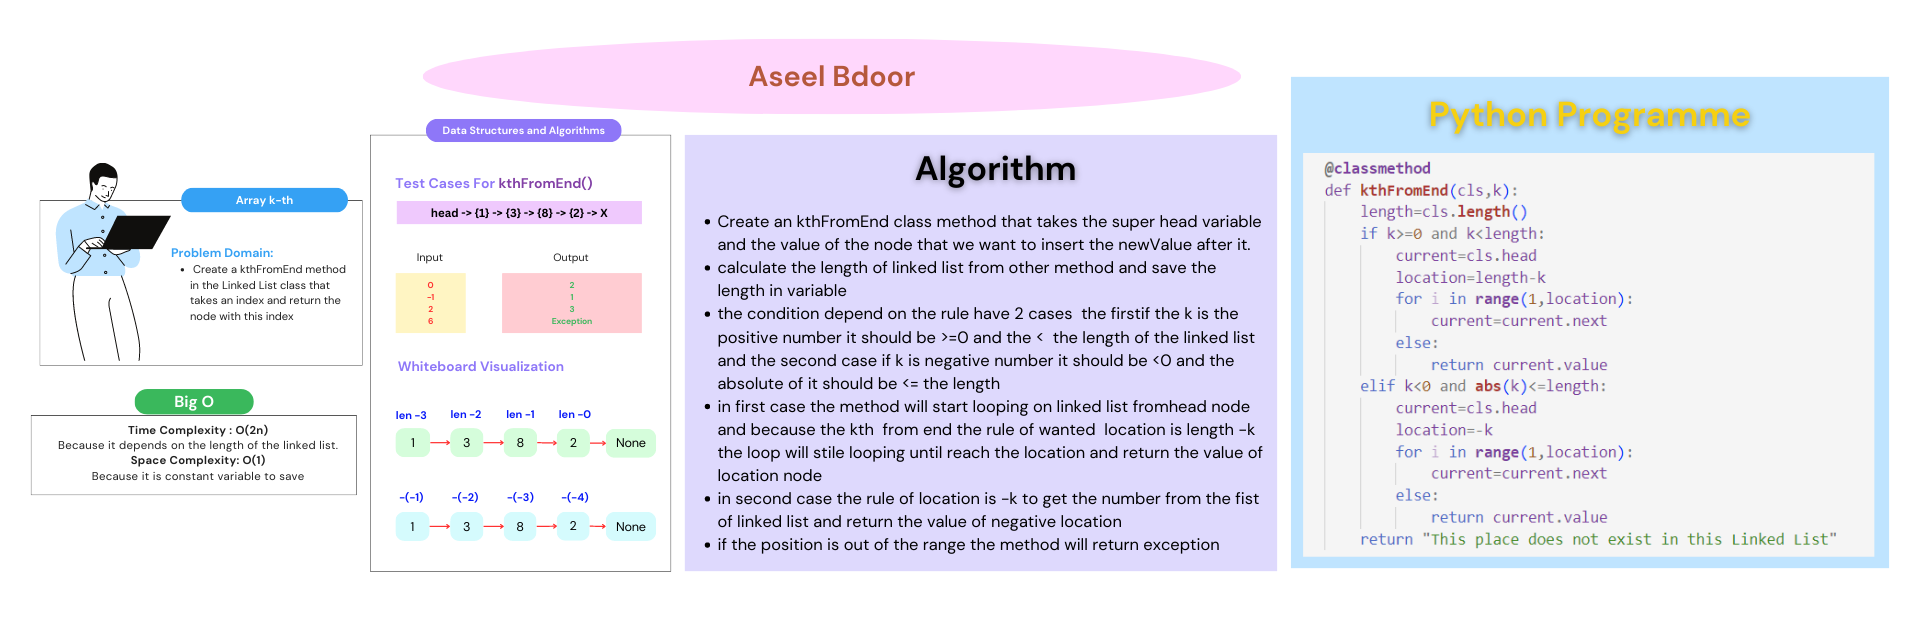 Aseel Bdoor
Array k-th
Problem Domain:
• Create a kthFromEnd method
in the Linked List class that
takes an index and return the
node with this index
Big O
Time Complexity : O(2n)
Because it depends on the length of the linked list.
Space Complexity: O(1)
Because it is constant variable to save
Data Structures and Algorithms
Test Cases For kthFromEnd()
head -> {1} -> {3} -> {8} -> {2} -> X
Input Output
0 2
-1 1
2 3
6 Exception
Whiteboard Visualization
len -3 len -2 len -1 len -0
1 3 8 2 None
-(-1) -(-2) -(-3) -(-4)
1 3 8 2 None
Algorithm
• Create an kthFromEnd class method that takes the super head variable
and the value of the node that we want to insert the newValue after it.
• calculate the length of linked list from other method and save the
length in variable
• the condition depend on the rule have 2 cases the firstif the k is the
positive number it should be >=0 and the < the length of the linked list
and the second case if k is negative number it should be <0 and the
absolute of it should be <= the length
• in first case the method will start looping on linked list fromhead node
and because the kth from end the rule of wanted location is length -k
the loop will stile looping until reach the location and return the value of
location node
• in second case the rule of location is -k to get the number from the fist
of linked list and return the value of negative location
• if the position is out of the range the method will return exception
Python Programme
@classmethod
def kthFromEnd(cls,k):
length=cls.length()
if k>=0 and k<length:
current=cls.head
location=length-k
for i in range(1,location):
current=current.next
else:
return current.value
elif k<0 and abs(k)<=length:
current=cls.head
location=-k
for i in range(1,location):
current=current.next
else:
return current.value
return "This place does not exist in this Linked List"